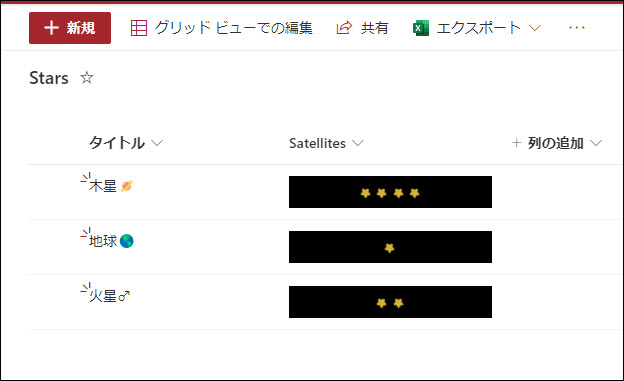 新規 グリッド ビューでの編集 共有 エクスポート ...
Stars ☆
タイトル Satellites + 列の追加
木星🪐
地球🌎
火星♂